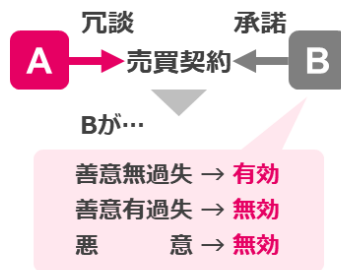 冗談 承諾
A 売買契約 B
Bが…
善意無過失 → 有効
善意有過失 → 無効
悪意 → 無効